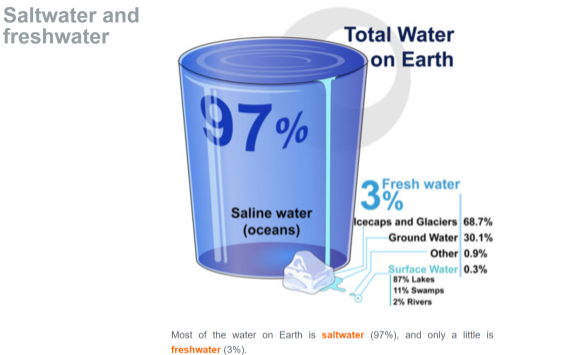 Saltwater and
freshwater
Total Water
on Earth
97%
Saline water
(oceans)
3%
Fresh water
Icecaps and Glaciers 68.7%
Ground Water 30.1%
Other 0.9%
Surface Water 0.3%
87% Lakes
11% Swamps
2% Rivers
Most of the water on Earth is saltwater (97%), and only a little is
freshwater (3%).